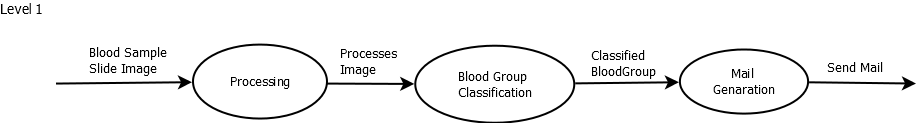 Level 1
Blood Sample
Slide Image
Processing
Processes
Image
Blood Group
Classification
Classified
BloodGroup
Mail
Genaration
Send Mail